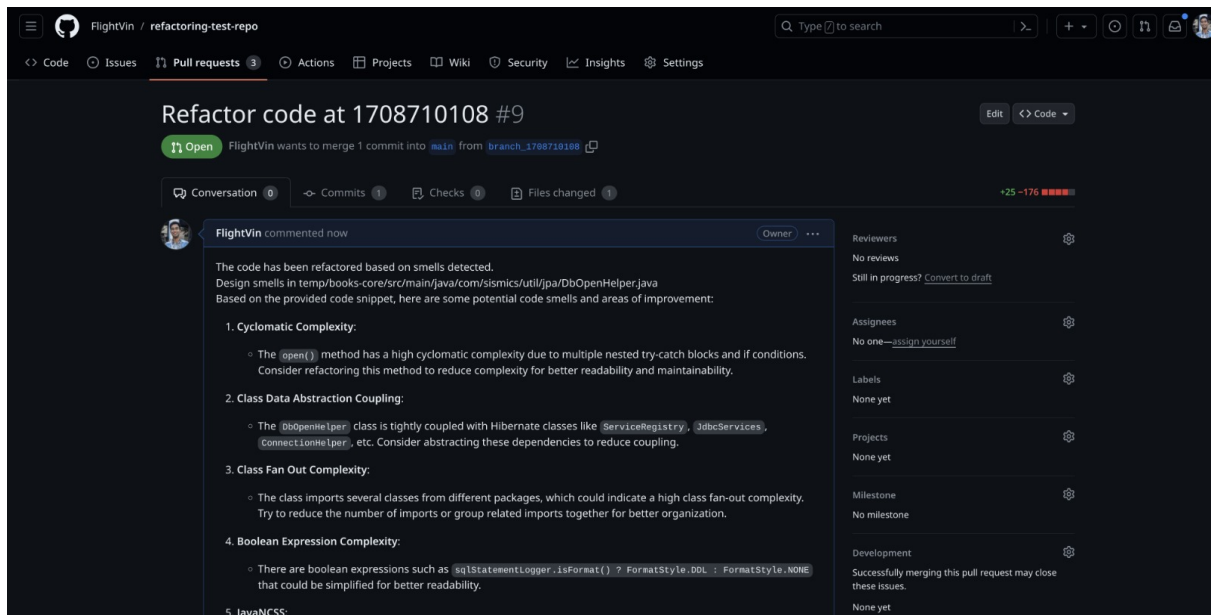 FlightVin / refactoring-test-repo
Type / to search
Code Issues Pull requests 3 Actions Projects Wiki Security Insights Settings
Refactor code at 1708710108 #9
Edit <> Code
Open FlightVin wants to merge 1 commit into main from branch_1708710108
Conversation 0 Commits 1 Checks 0 Files changed 1
+25 −176
FlightVin commented now
Owner ...
The code has been refactored based on smells detected.
Design smells in temp/books-core/src/main/java/com/sismics/util/jpa/DbOpenHelper.java
Based on the provided code snippet, here are some potential code smells and areas of improvement:
1. Cyclomatic Complexity:
◦ The open() method has a high cyclomatic complexity due to multiple nested try-catch blocks and if conditions.
Consider refactoring this method to reduce complexity for better readability and maintainability.
2. Class Data Abstraction Coupling:
◦ The DbOpenHelper class is tightly coupled with Hibernate classes like ServiceRegistry, JdbcServices,
ConnectionHelper, etc. Consider abstracting these dependencies to reduce coupling.
3. Class Fan Out Complexity:
◦ The class imports several classes from different packages, which could indicate a high class fan-out complexity.
Try to reduce the number of imports or group related imports together for better organization.
4. Boolean Expression Complexity:
◦ There are boolean expressions such as sqlStatementLogger.isFormat() ? FormatStyle.DDL : FormatStyle.NONE
that could be simplified for better readability.
5. JavaNCSS:
Reviewers
No reviews
Still in progress? Convert to draft
Assignees
No one—assign yourself
Labels
None yet
Projects
None yet
Milestone
No milestone
Development
Successfully merging this pull request may close
these issues.
None yet